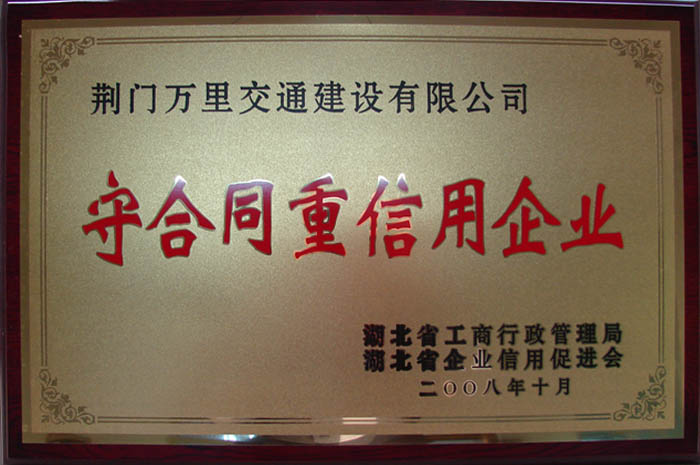 荆门万里交通建设有限公司
守合同重信用企业
湖北省工商行政管理局
湖北省企业信用促进会
二〇〇八年十月